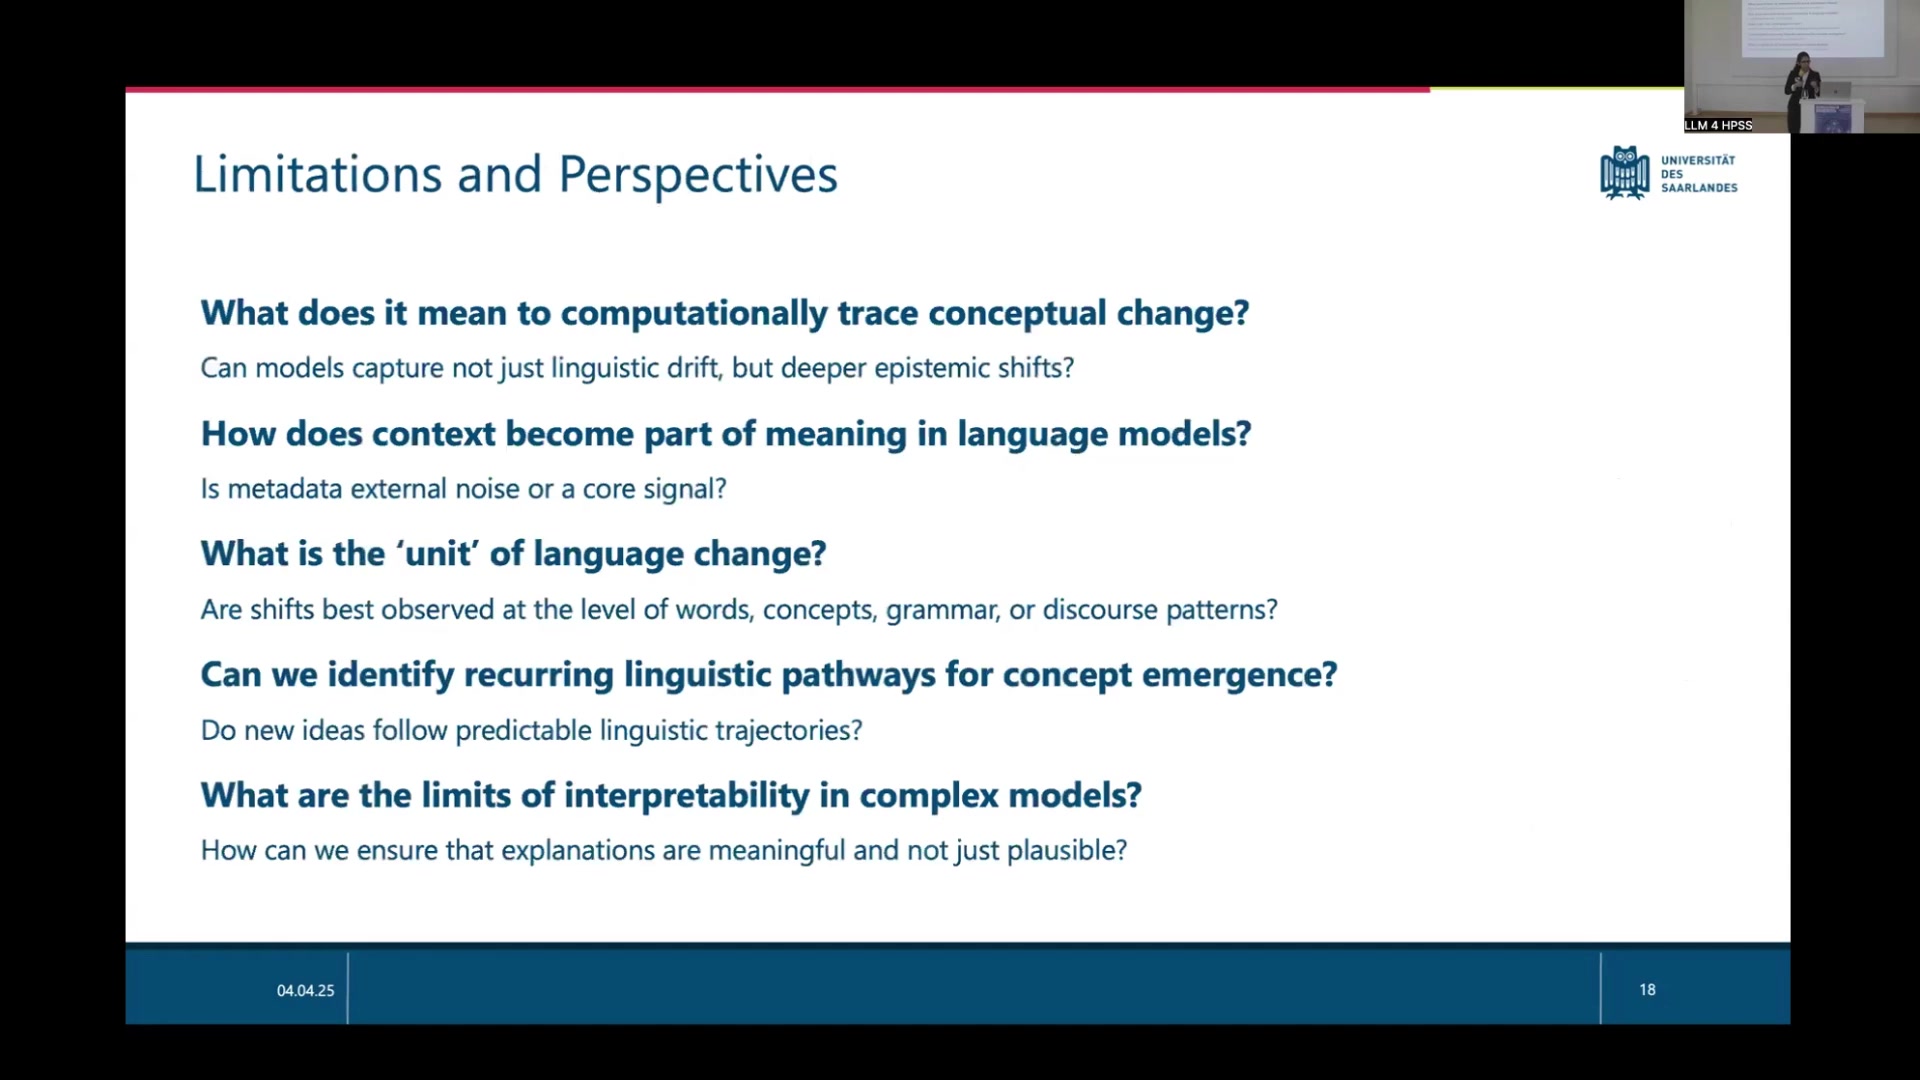 LLM 4 HPSS
Limitations and Perspectives
UNIVERSITÄT
DES
SAARLANDES
What does it mean to computationally trace conceptual change?
Can models capture not just linguistic drift, but deeper epistemic shifts?
How does context become part of meaning in language models?
Is metadata external noise or a core signal?
What is the ‘unit’ of language change?
Are shifts best observed at the level of words, concepts, grammar, or discourse patterns?
Can we identify recurring linguistic pathways for concept emergence?
Do new ideas follow predictable linguistic trajectories?
What are the limits of interpretability in complex models?
How can we ensure that explanations are meaningful and not just plausible?
04.04.25
18